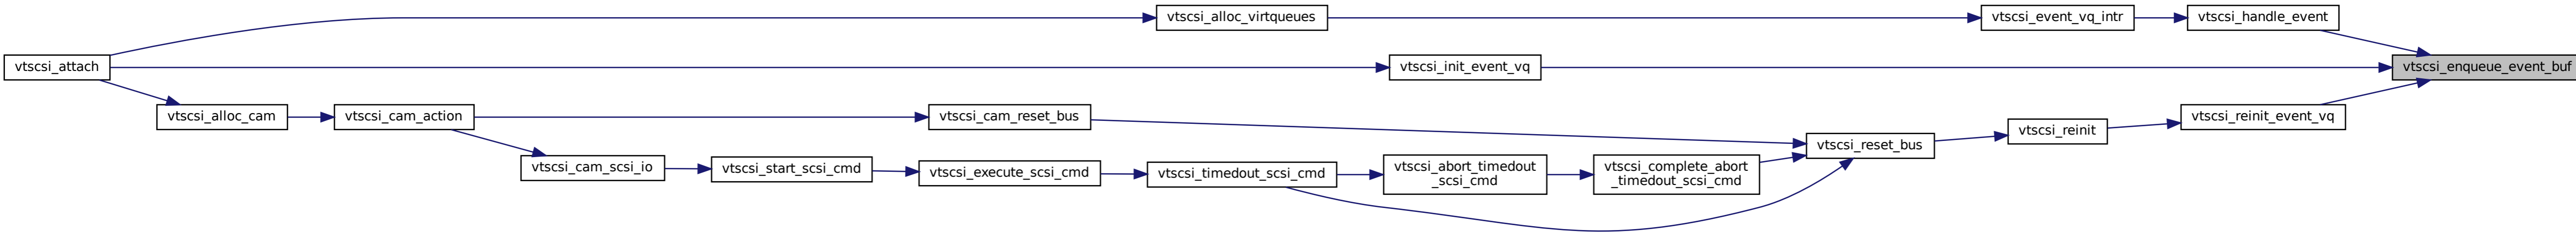 vtscsi_alloc_virtqueues
vtscsi_event_vq_intr
vtscsi_handle_event
vtscsi_attach
vtscsi_init_event_vq
vtscsi_enqueue_event_buf
vtscsi_alloc_cam
vtscsi_cam_action
vtscsi_cam_reset_bus
vtscsi_reset_bus
vtscsi_reinit
vtscsi_reinit_event_vq
vtscsi_cam_scsi_io
vtscsi_start_scsi_cmd
vtscsi_execute_scsi_cmd
vtscsi_timedout_scsi_cmd
vtscsi_abort_timedout
_scsi_cmd
vtscsi_complete_abort
_timedout_scsi_cmd